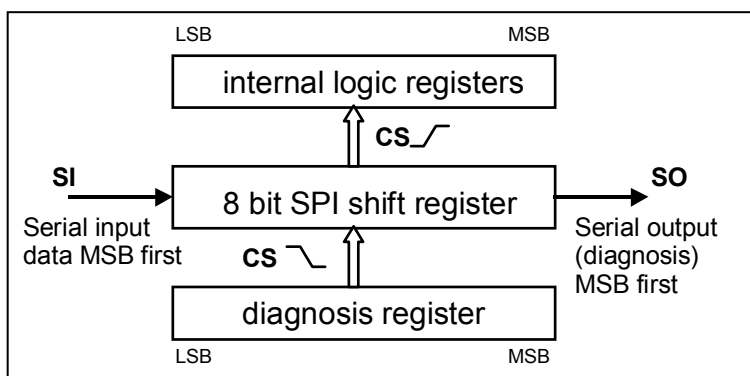 LSB MSB
internal logic registers
CS
SI
SO
8 bit SPI shift register
Serial input
data MSB first
Serial output
(diagnosis)
MSB first
CS
diagnosis register
LSB MSB